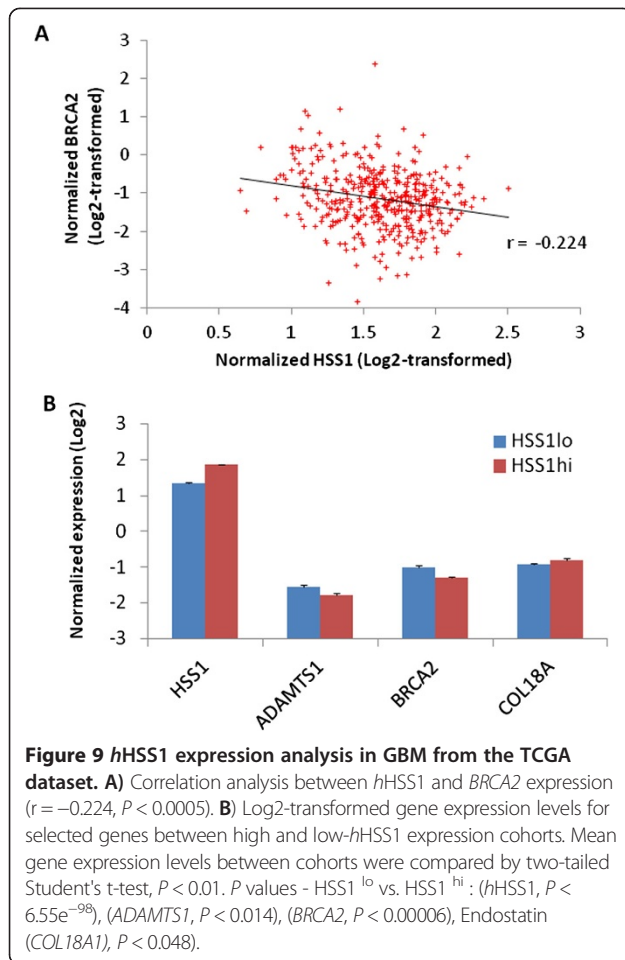 A
3
2
1
0
-1
-2
-3
-4
Normalized BRCA2
(Log2-transformed)
r = -0.224
0 0.5 1 1.5 2 2.5 3
Normalized HSS1 (Log2-transformed)
B
3
2
1
0
-1
-2
-3
Normalized expression (Log2)
HSS1lo
HSS1hi
HSS1 ADAMTS1 BRCA2 COL18A
Figure 9 hHSS1 expression analysis in GBM from the TCGA
dataset. A) Correlation analysis between hHSS1 and BRCA2 expression
(r = −0.224, P < 0.0005). B) Log2-transformed gene expression levels for
selected genes between high and low-hHSS1 expression cohorts. Mean
gene expression levels between cohorts were compared by two-tailed
Student's t-test, P < 0.01. P values - HSS1 lo vs. HSS1 hi : (hHSS1, P <
6.55e−98), (ADAMTS1, P < 0.014), (BRCA2, P < 0.00006), Endostatin
(COL18A1), P < 0.048).